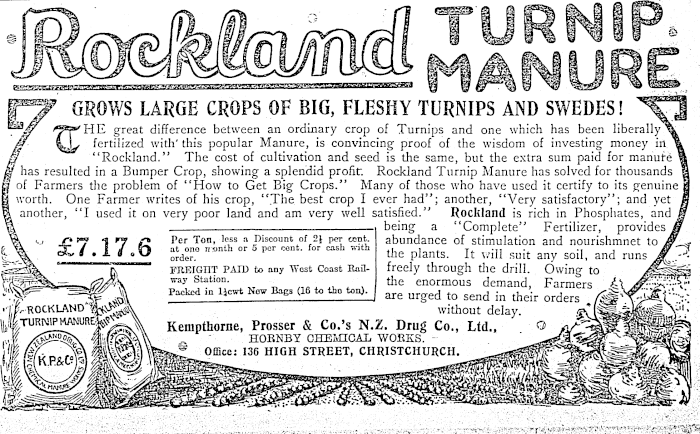 Rockland TURNIP
MANURE
GROWS LARGE CROPS OF BIG, FLESHY TURNIPS AND SWEDES!
THE great difference between an ordinary crop of Turnips and one which has been liberally
fertilized with this popular Manure, is convincing proof of the wisdom of investing money in
"Rockland." The cost of cultivation and seed is the same, but the extra sum paid for manure
has resulted in a Bumper Crop, showing a splendid profit. Rockland Turnip Manure has solved for thousands
of Farmers the problem of "How to Get Big Crops." Many of those who have used it certify to its genuine
worth. One Farmer writes of his crop, "The best crop I ever had"; another, "Very satisfactory"; and yet
another, "I used it on very poor land and am very well satisfied." Rockland is rich in Phosphates, and
being a "Complete" Fertilizer, provides
abundance of stimulation and nourishmnet to
the plants. It will suit any soil, and runs
freely through the drill. Owing to
the enormous demand, Farmers
are urged to send in their orders
without delay.
£7.17.6
Per Ton, less a Discount of 2½ per cent.
at one month or 5 per cent. for cash with
order.
FREIGHT PAID to any West Coast Rail-
way Station.
Packed in 1¼cwt New Bags (16 to the ton).
Kempthorne, Prosser & Co.'s N.Z. Drug Co., Ltd.,
HORNBY CHEMICAL WORKS.
Office: 136 HIGH STREET, CHRISTCHURCH.
ROCKLAND
TURNIP MANURE
K.P.&Co